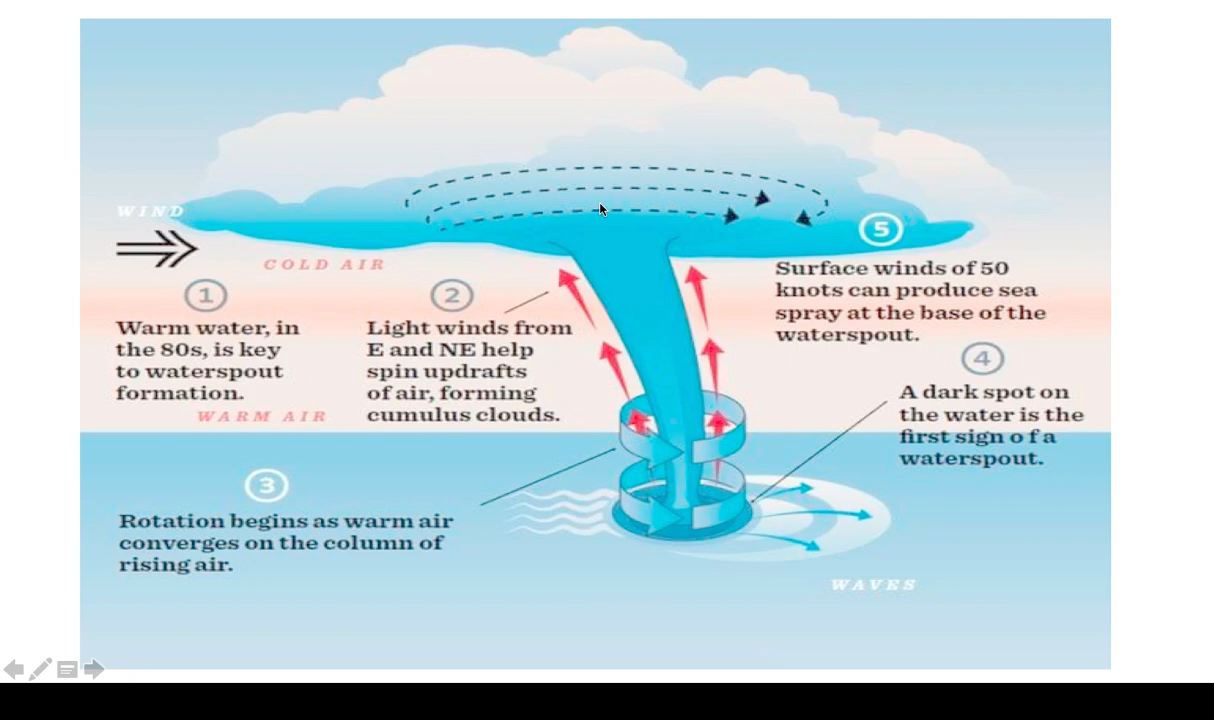 WIND
COLD AIR
1
Warm water, in
the 80s, is key
to waterspout
formation.
WARM AIR
2
Light winds from
E and NE help
spin updrafts
of air, forming
cumulus clouds.
5
Surface winds of 50
knots can produce sea
spray at the base of the
waterspout.
4
A dark spot on
the water is the
first sign o f a
waterspout.
3
Rotation begins as warm air
converges on the column of
rising air.
WAVES